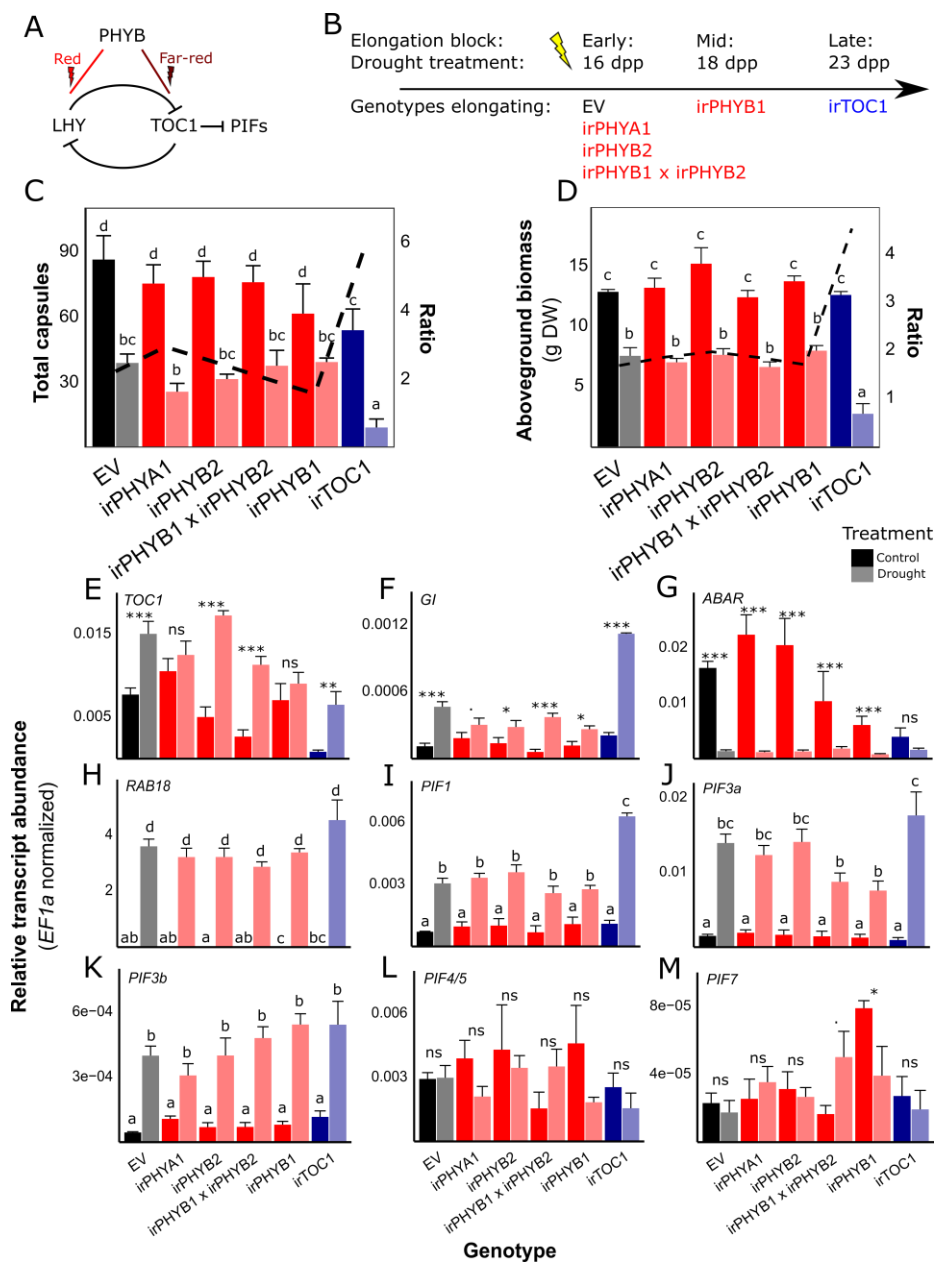 A
PHYB
Red
Far-red
LHY
TOC1
PIFs
B
Elongation block:
Early:
Mid:
Late:
Drought treatment:
16 dpp
18 dpp
23 dpp
Genotypes elongating:
EV
irPHYB1
irTOC1
irPHYA1
irPHYB2
irPHYB1 x irPHYB2
C
Total capsules
90
60
30
6
4
2
0
Ratio
d
bc
d
b
d
bc
d
bc
d
bc
c
a
EV
irPHYA1
irPHYB2
irPHYB1 x irPHYB2
irPHYB1
irTOC1
D
Aboveground biomass
(g DW)
15
10
5
4
3
2
1
Ratio
c
b
c
b
c
b
c
b
c
b
c
a
EV
irPHYA1
irPHYB2
irPHYB1 x irPHYB2
irPHYB1
irTOC1
Treatment
Control
Drought
Relative transcript abundance
(EF1a normalized)
E
TOC1
0.015
0.005
*** ns *** *** ns **
F
GI
0.0012
0.0006
*** . * *** * ***
G
ABAR
0.02
0.01
*** *** *** *** *** ns
H
RAB18
4
2
d d d d d d
ab ab a ab c bc
I
PIF1
0.006
0.003
a b a b a b a b a b a c
J
PIF3a
0.02
0.01
a bc a bc a bc a b a b a c
K
PIF3b
6e−04
3e−04
a b a b a b a b a b a b
L
PIF4/5
0.006
0.003
ns ns ns ns ns ns
M
PIF7
8e−05
4e−05
ns ns ns . * ns
EV
irPHYA1
irPHYB2
irPHYB1 x irPHYB2
irPHYB1
irTOC1
EV
irPHYA1
irPHYB2
irPHYB1 x irPHYB2
irPHYB1
irTOC1
EV
irPHYA1
irPHYB2
irPHYB1 x irPHYB2
irPHYB1
irTOC1
Genotype